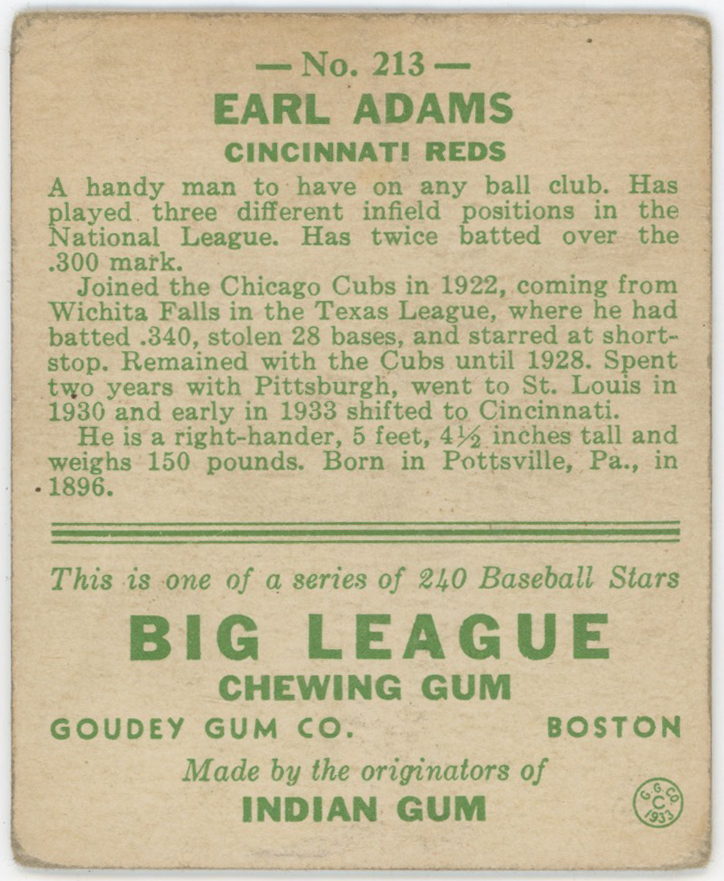 — No. 213 —
EARL ADAMS
CINCINNATI REDS
A handy man to have on any ball club. Has
played three different infield positions in the
National League. Has twice batted over the
.300 mark.
Joined the Chicago Cubs in 1922, coming from
Wichita Falls in the Texas League, where he had
batted .340, stolen 28 bases, and starred at short-
stop. Remained with the Cubs until 1928. Spent
two years with Pittsburgh, went to St. Louis in
1930 and early in 1933 shifted to Cincinnati.
He is a right-hander, 5 feet, 4½ inches tall and
weighs 150 pounds. Born in Pottsville, Pa., in
1896.
This is one of a series of 240 Baseball Stars
BIG LEAGUE
CHEWING GUM
GOUDEY GUM CO. BOSTON
Made by the originators of
INDIAN GUM
G. G. CO.
C
1933